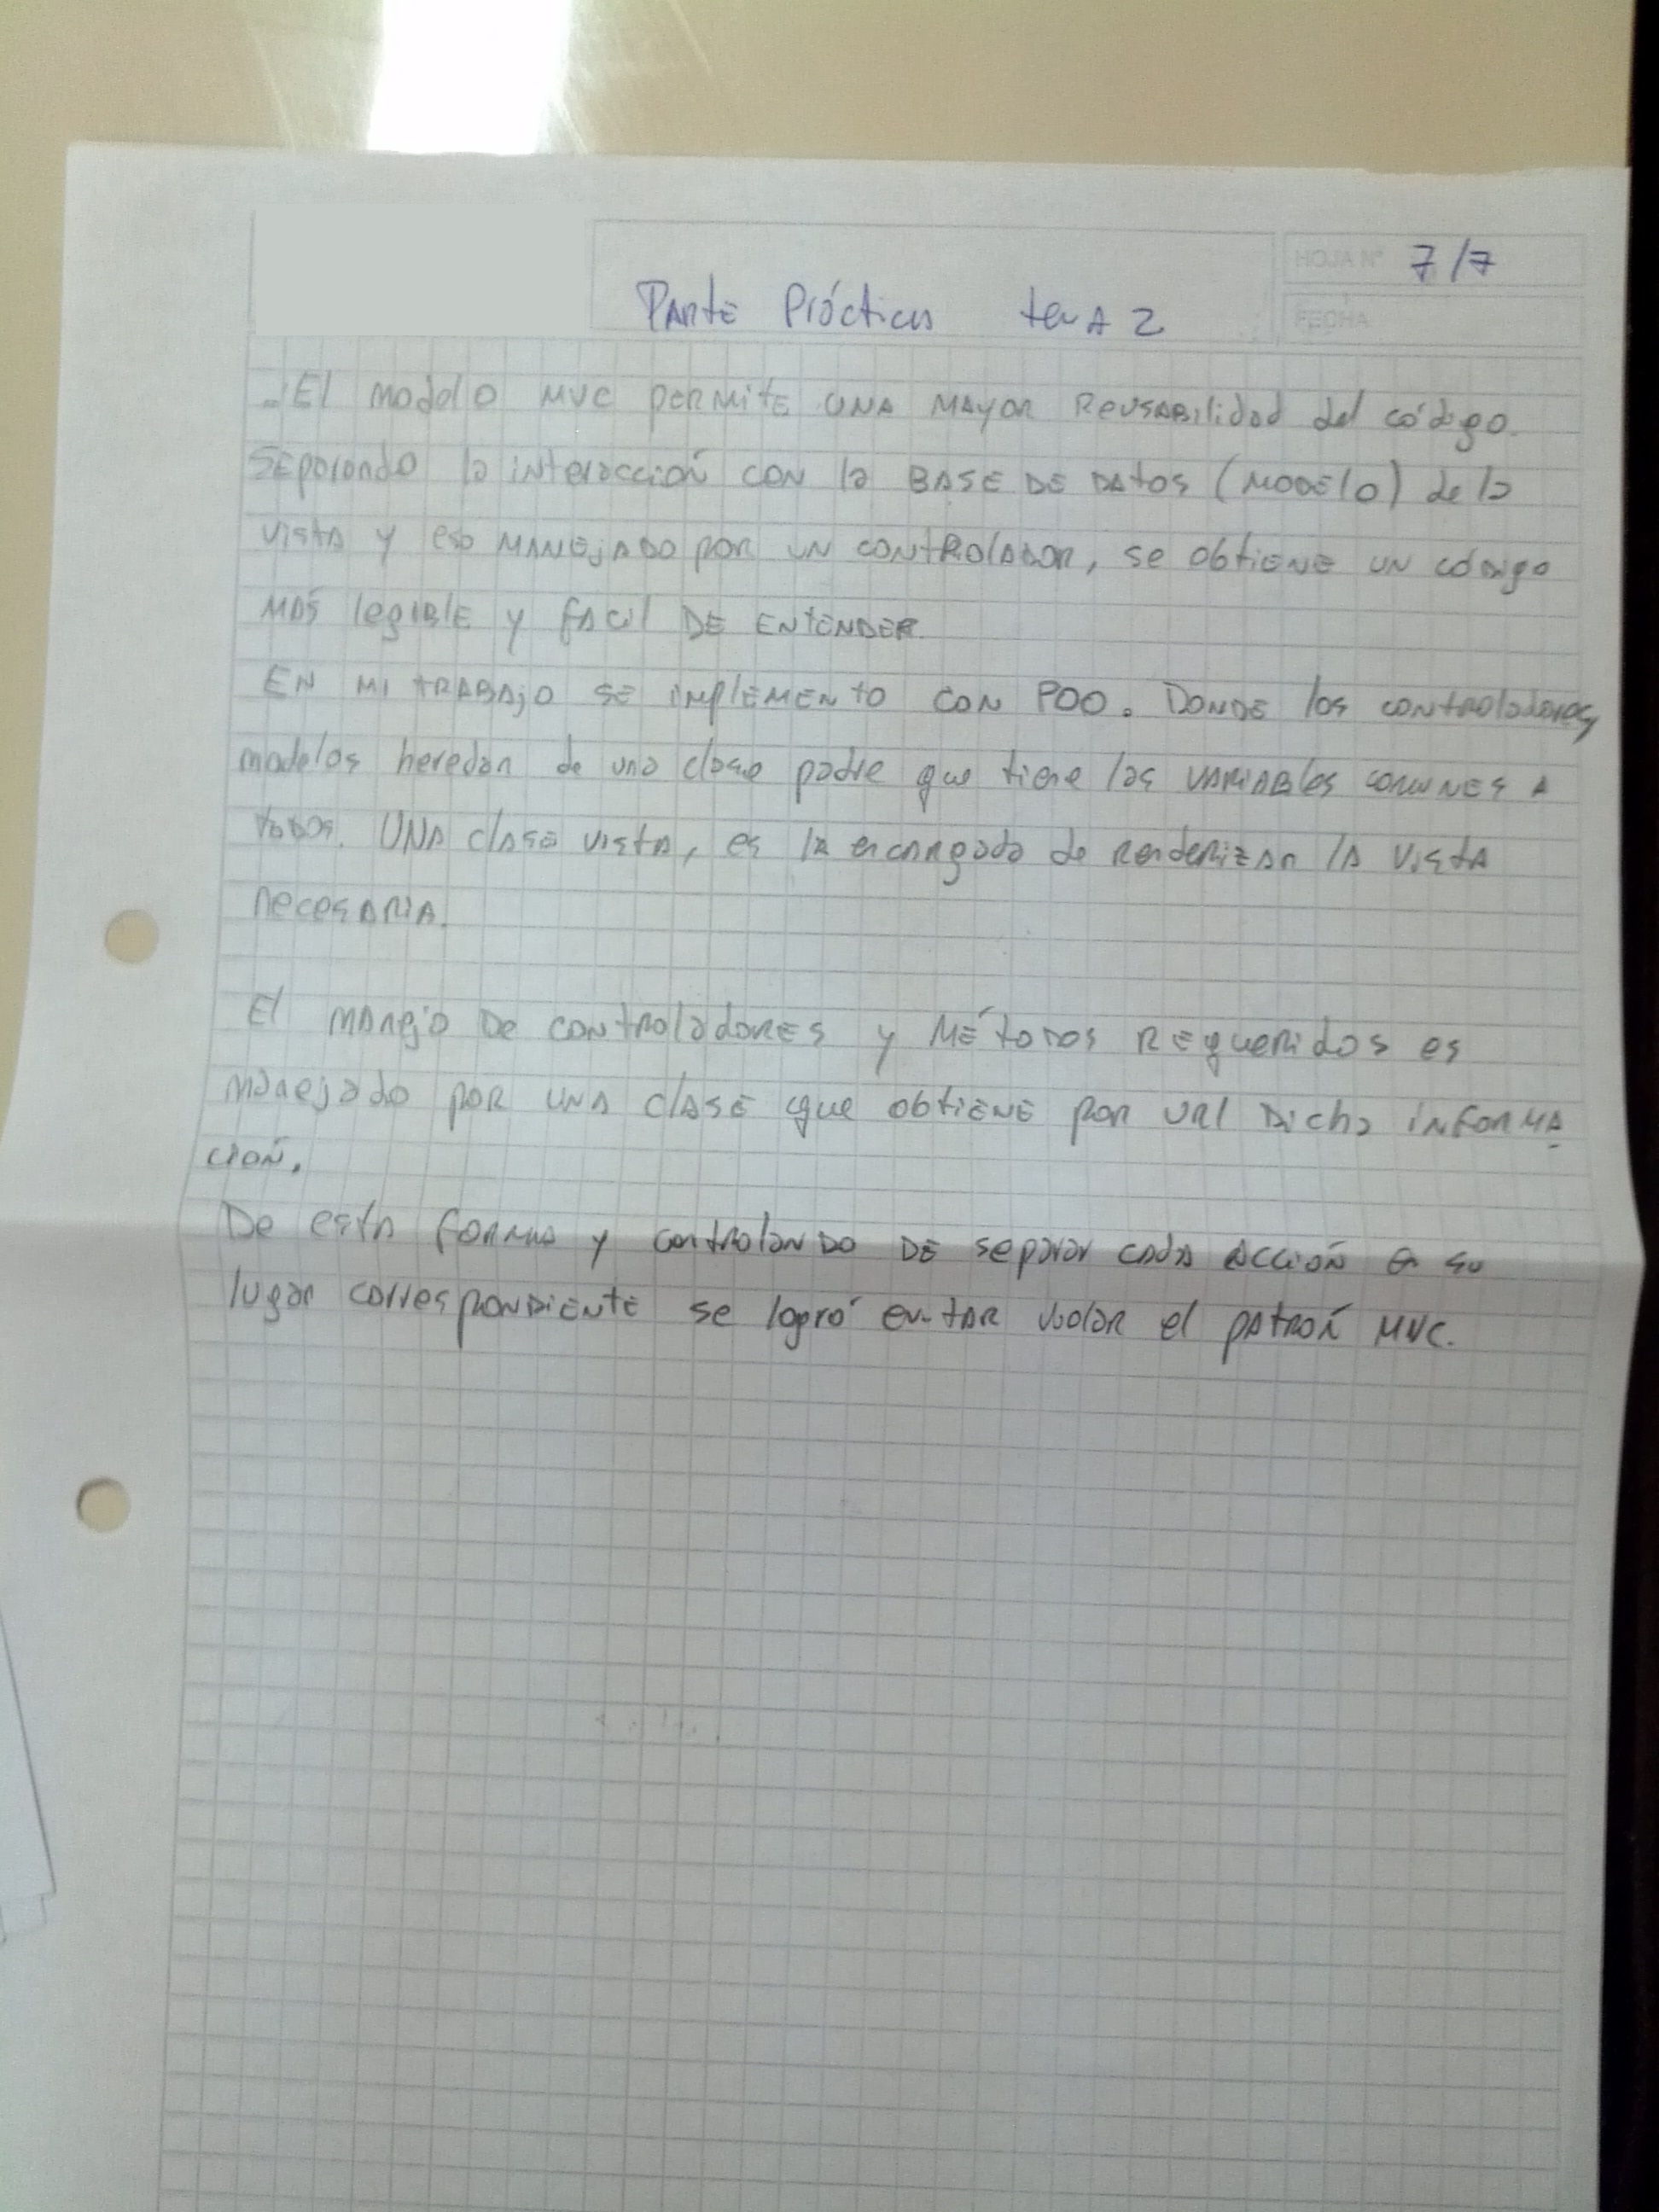 HOJA Nº 7/7
Parte Práctica tema 2
FECHA
-. El modelo MVC permite una mayor reusabilidad del código.
Separando la interacción con la base de datos (modelo) de la
vista y eso manejado por un controlador, se obtiene un código
más legible y facil de entender.
En mi trabajo se implemento con POO. Donde los controladores,
modelos heredan de una clase padre que tiene las variables comunes a
todos. Una clase vista, es la encargada de renderizar la vista
necesaria.
El manejo de controladores y métodos requeridos es
manejado por una clase que obtiene por url dicha informa
ción.
De esta forma y controlando de separar cada acción en su
lugar correspondiente se logró evitar violar el patrón MVC.